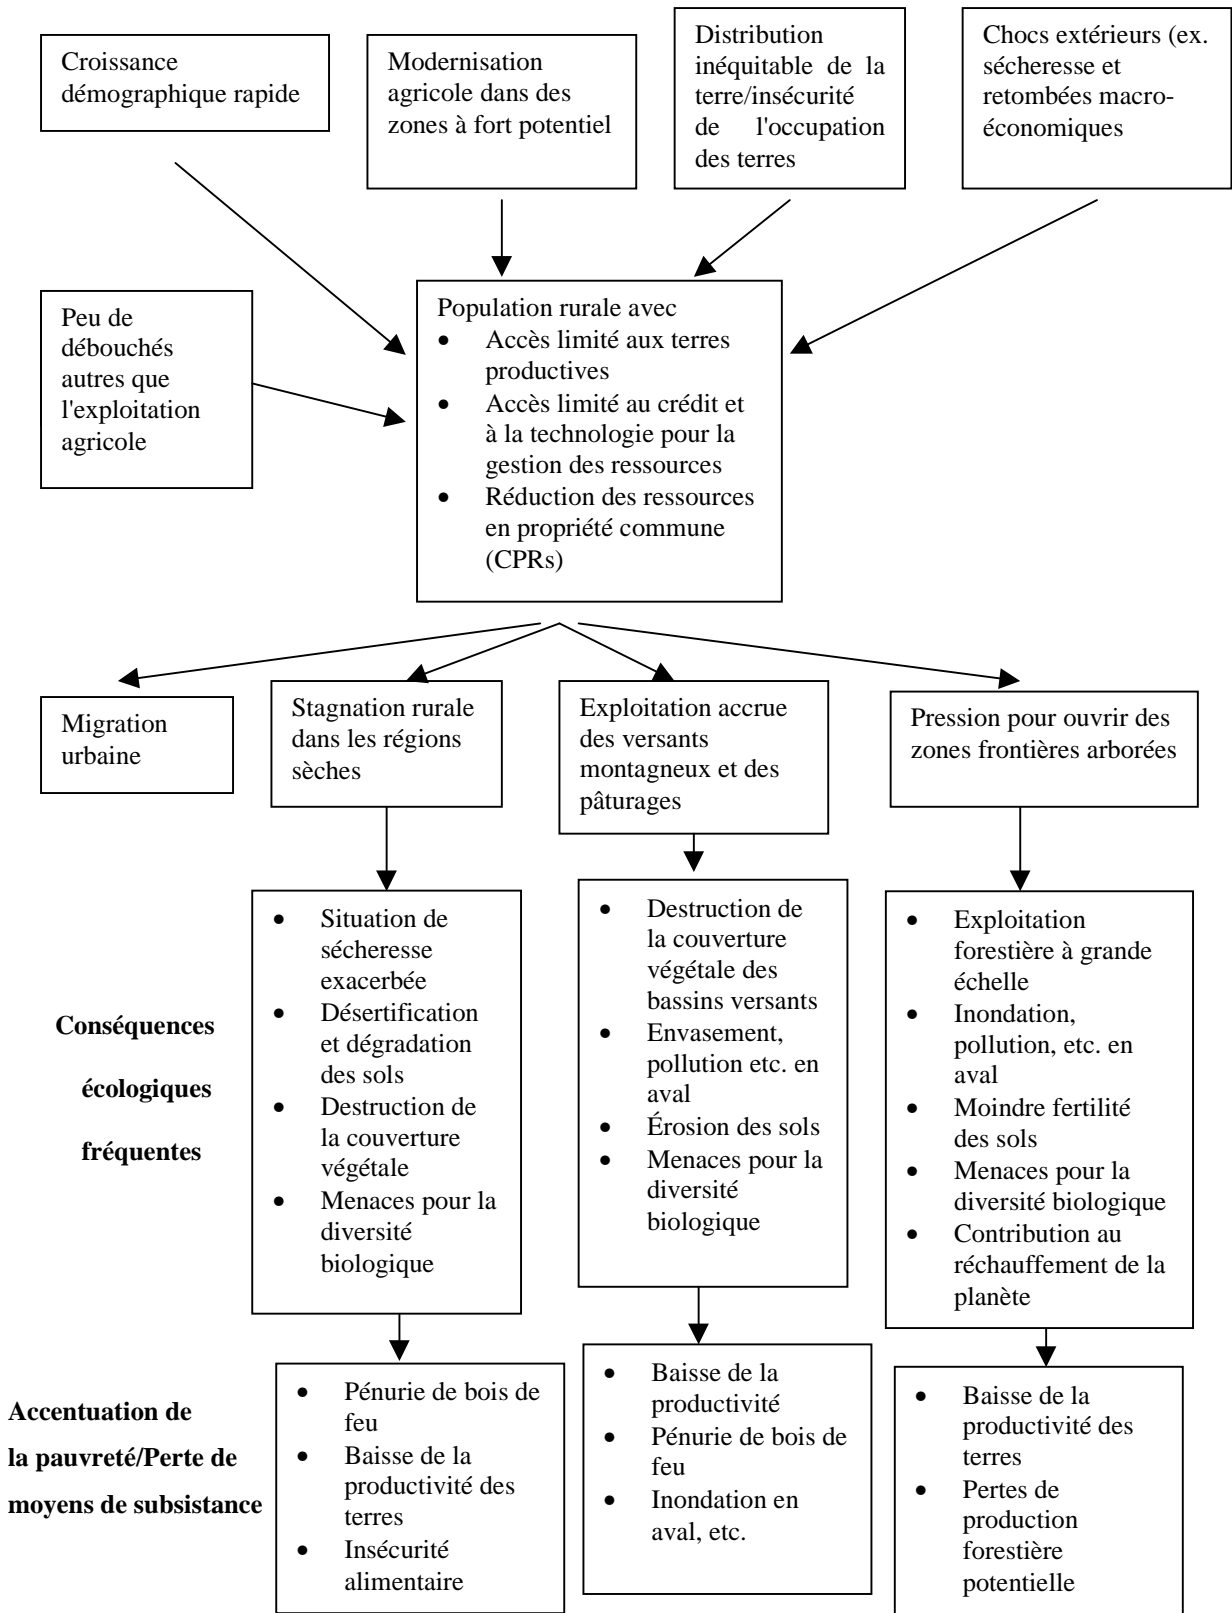 Croissance
démographique rapide
Modernisation
agricole dans des
zones à fort potentiel
Distribution
inéquitable de la
terre/insécurité
de l'occupation
des terres
Chocs extérieurs (ex.
sécheresse et
retombées macro-
économiques
Peu de
débouchés
autres que
l'exploitation
agricole
Population rurale avec
• Accès limité aux terres
productives
• Accès limité au crédit et
à la technologie pour la
gestion des ressources
• Réduction des ressources
en propriété commune
(CPRs)
Migration
urbaine
Stagnation rurale
dans les régions
sèches
Exploitation accrue
des versants
montagneux et des
pâturages
Pression pour ouvrir des
zones frontières arborées
Conséquences
écologiques
fréquentes
• Situation de
sécheresse
exacerbée
• Désertification
et dégradation
des sols
• Destruction de
la couverture
végétale
• Menaces pour la
diversité
biologique
• Destruction de
la couverture
végétale des
bassins versants
• Envasement,
pollution etc. en
aval
• Érosion des sols
• Menaces pour la
diversité
biologique
• Exploitation
forestière à grande
échelle
• Inondation,
pollution, etc. en
aval
• Moindre fertilité
des sols
• Menaces pour la
diversité biologique
• Contribution au
réchauffement de la
planète
Accentuation de
la pauvreté/Perte de
moyens de subsistance
• Pénurie de bois de
feu
• Baisse de la
productivité des
terres
• Insécurité
alimentaire
• Baisse de la
productivité
• Pénurie de bois de
feu
• Inondation en
aval, etc.
• Baisse de la
productivité des
terres
• Pertes de
production
forestière
potentielle